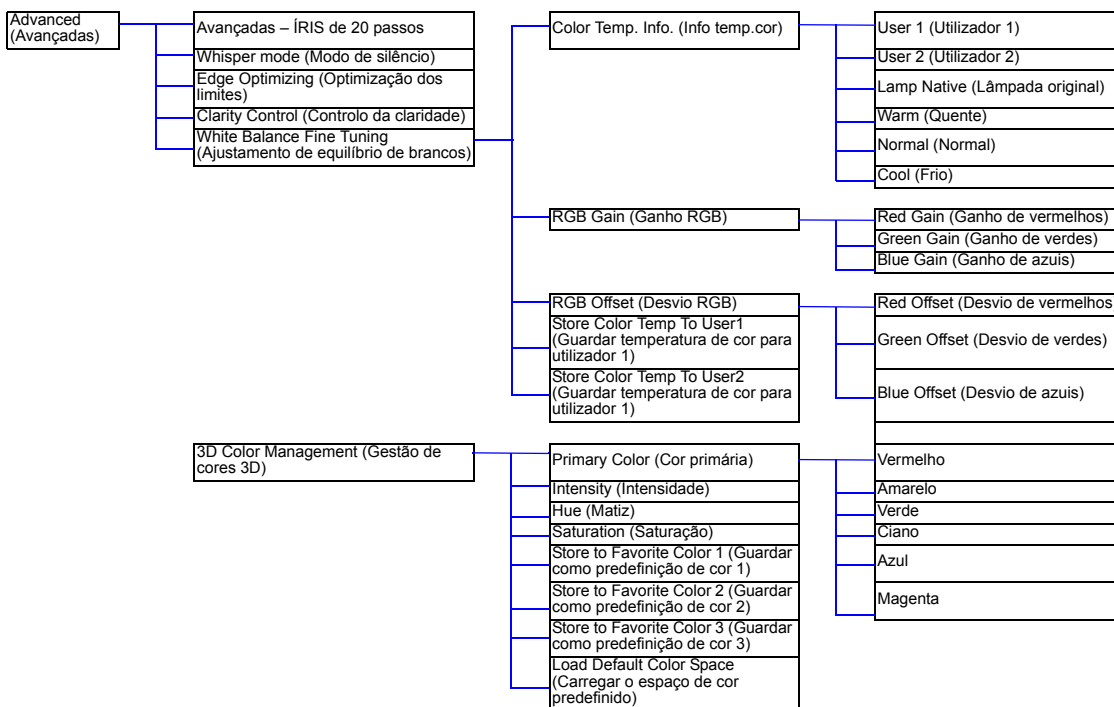 Advanced
(Avançadas)
Avançadas – ÍRIS de 20 passos
Whisper mode (Modo de silêncio)
Edge Optimizing (Optimização dos
limites)
Clarity Control (Controlo da claridade)
White Balance Fine Tuning
(Ajustamento de equilíbrio de brancos)
Color Temp. Info. (Info temp.cor)
User 1 (Utilizador 1)
User 2 (Utilizador 2)
Lamp Native (Lâmpada original)
Warm (Quente)
Normal (Normal)
Cool (Frio)
RGB Gain (Ganho RGB)
Red Gain (Ganho de vermelhos)
Green Gain (Ganho de verdes)
Blue Gain (Ganho de azuis)
RGB Offset (Desvio RGB)
Store Color Temp To User1
(Guardar temperatura de cor para
utilizador 1)
Store Color Temp To User2
(Guardar temperatura de cor para
utilizador 1)
Red Offset (Desvio de vermelhos
Green Offset (Desvio de verdes)
Blue Offset (Desvio de azuis)
3D Color Management (Gestão de
cores 3D)
Primary Color (Cor primária)
Intensity (Intensidade)
Hue (Matiz)
Saturation (Saturação)
Store to Favorite Color 1 (Guardar
como predefinição de cor 1)
Store to Favorite Color 2 (Guardar
como predefinição de cor 2)
Store to Favorite Color 3 (Guardar
como predefinição de cor 3)
Load Default Color Space
(Carregar o espaço de cor
predefinido)
Vermelho
Amarelo
Verde
Ciano
Azul
Magenta